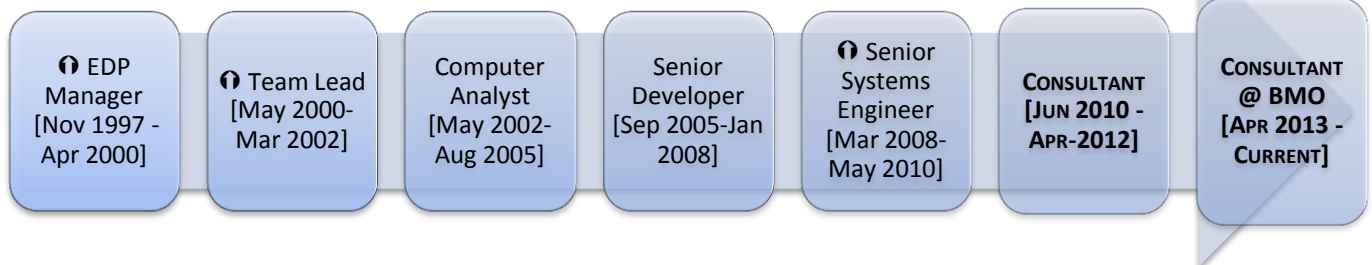 ⮉ EDP
Manager
[Nov 1997 -
Apr 2000]
⮉ Team Lead
[May 2000-
Mar 2002]
Computer
Analyst
[May 2002-
Aug 2005]
Senior
Developer
[Sep 2005-Jan
2008]
⮉ Senior
Systems
Engineer
[Mar 2008-
May 2010]
CONSULTANT
[JUN 2010 -
APR-2012]
CONSULTANT
@ BMO
[APR 2013 -
CURRENT]